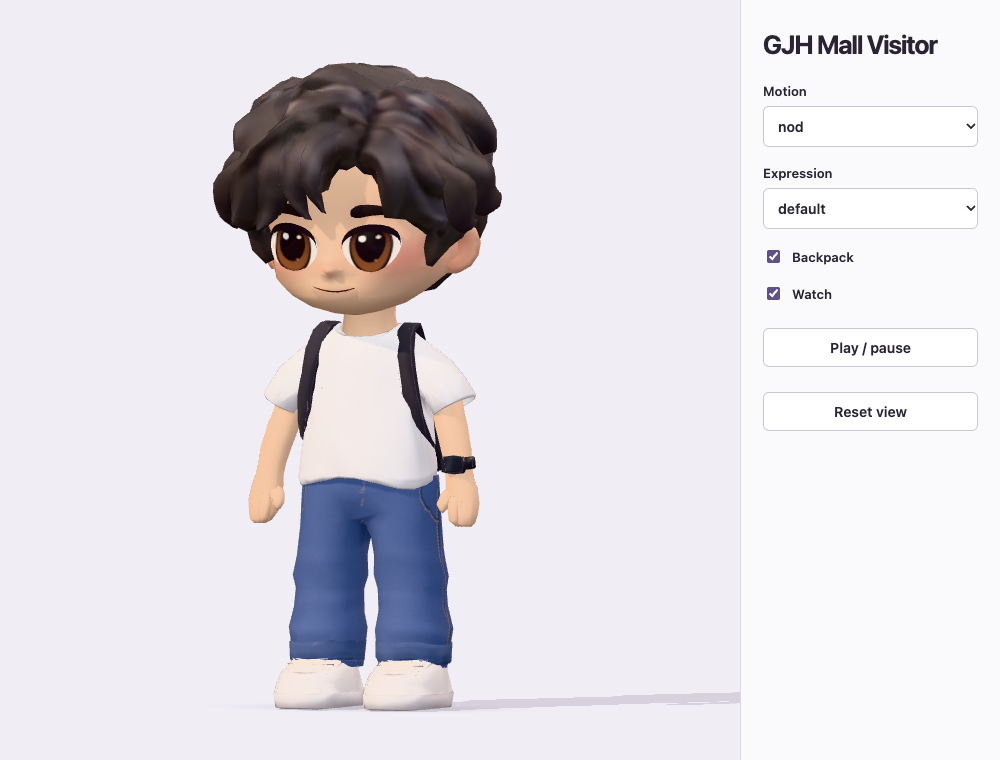 GJH Mall Visitor
Motion
nod
Expression
default
Backpack
Watch
Play / pause
Reset view